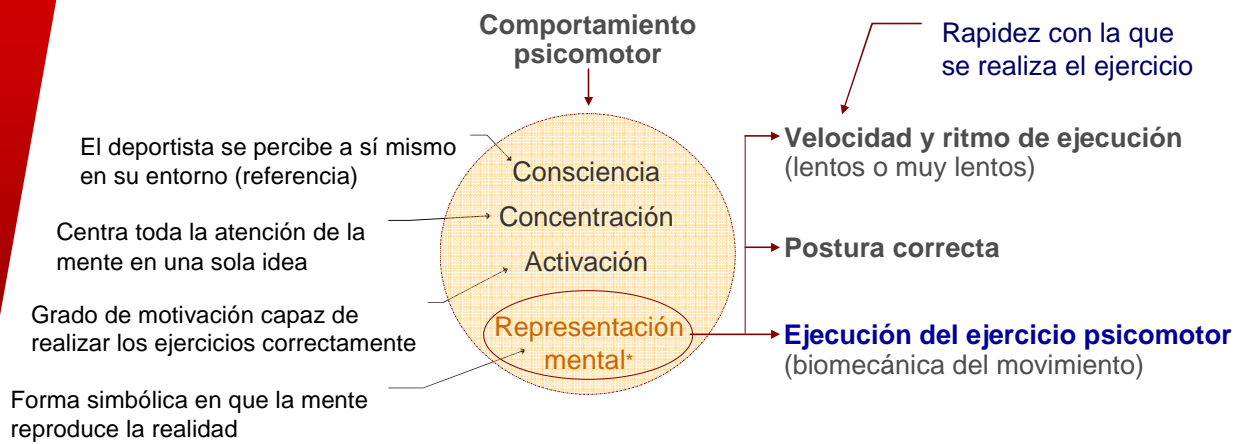 Comportamiento
psicomotor
Rapidez con la que
se realiza el ejercicio
El deportista se percibe a sí mismo
en su entorno (referencia)
Centra toda la atención de la
mente en una sola idea
Grado de motivación capaz de
realizar los ejercicios correctamente
Forma simbólica en que la mente
reproduce la realidad
Consciencia
Concentración
Activación
Representación
mental*
Velocidad y ritmo de ejecución
(lentos o muy lentos)
Postura correcta
Ejecución del ejercicio psicomotor
(biomecánica del movimiento)